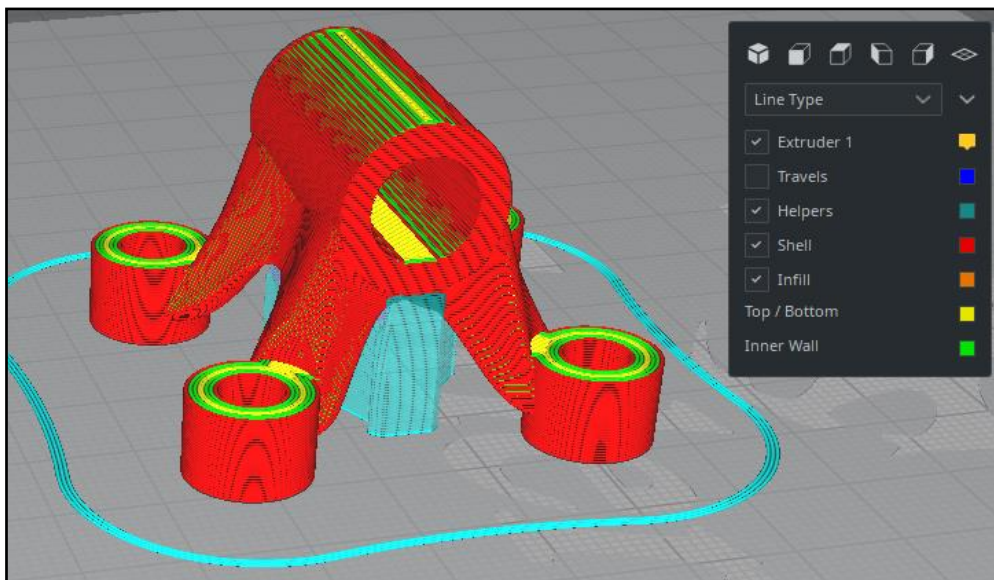 Line Type
Extruder 1
Travels
Helpers
Shell
Infill
Top / Bottom
Inner Wall